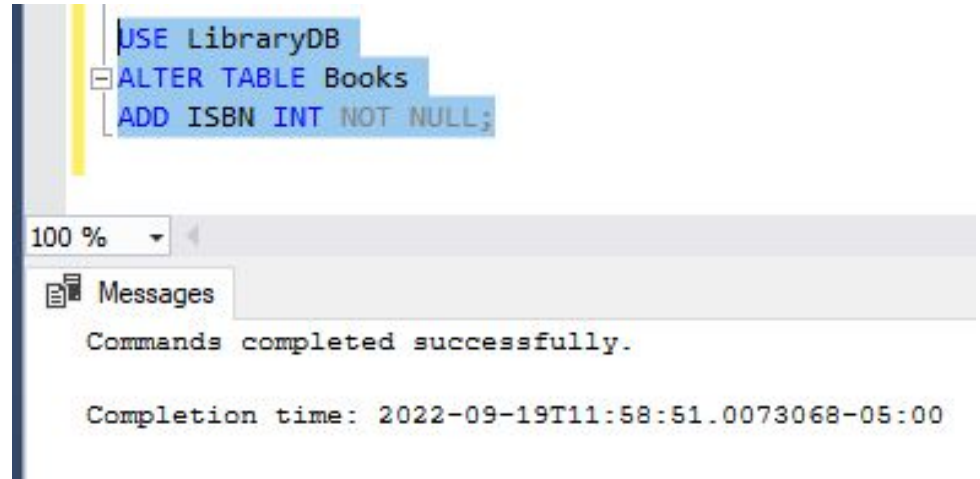 USE LibraryDB
ALTER TABLE Books
ADD ISBN INT NOT NULL;
100 %
Messages
Commands completed successfully.
Completion time: 2022-09-19T11:58:51.0073068-05:00